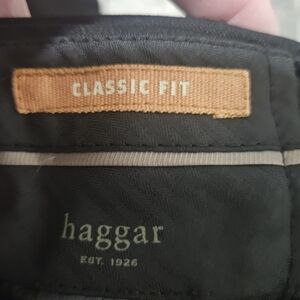 CLASSIC FIT
haggar
EST. 1926